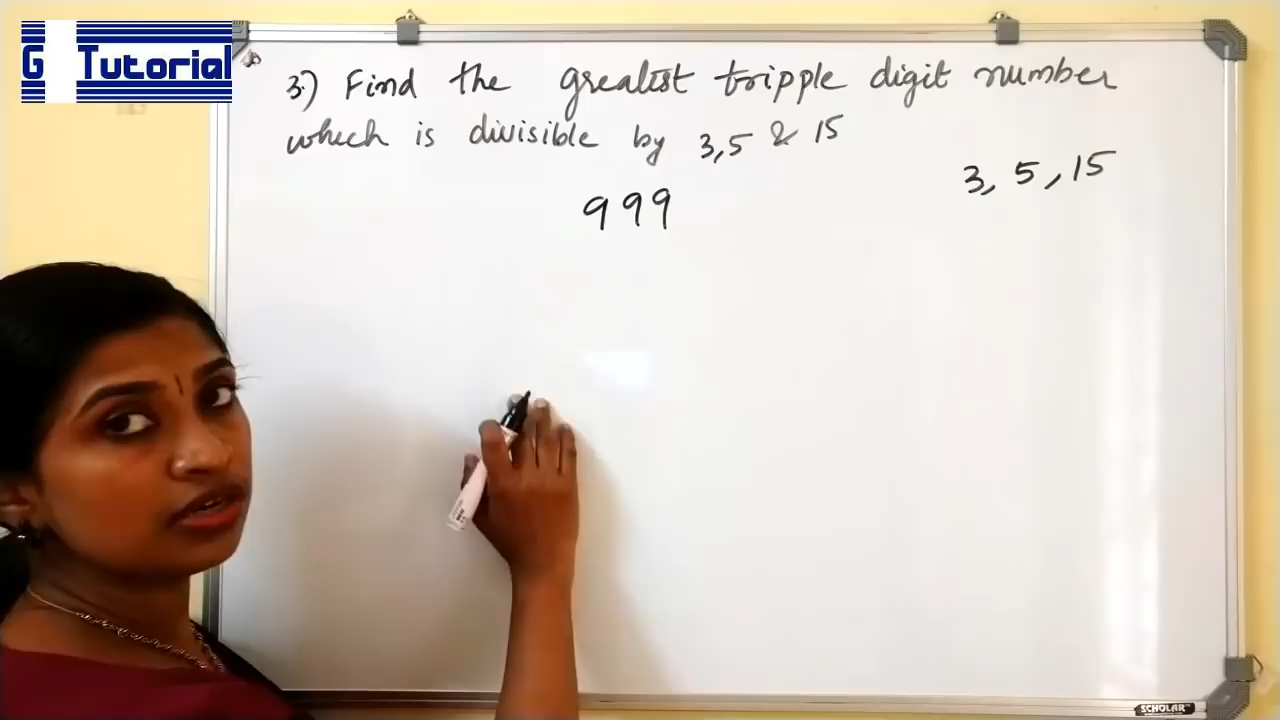 G Tutorial
3.) Find the greatest tripple digit number
which is divisible by 3,5 & 15
3, 5, 15
999
SCHOLAR